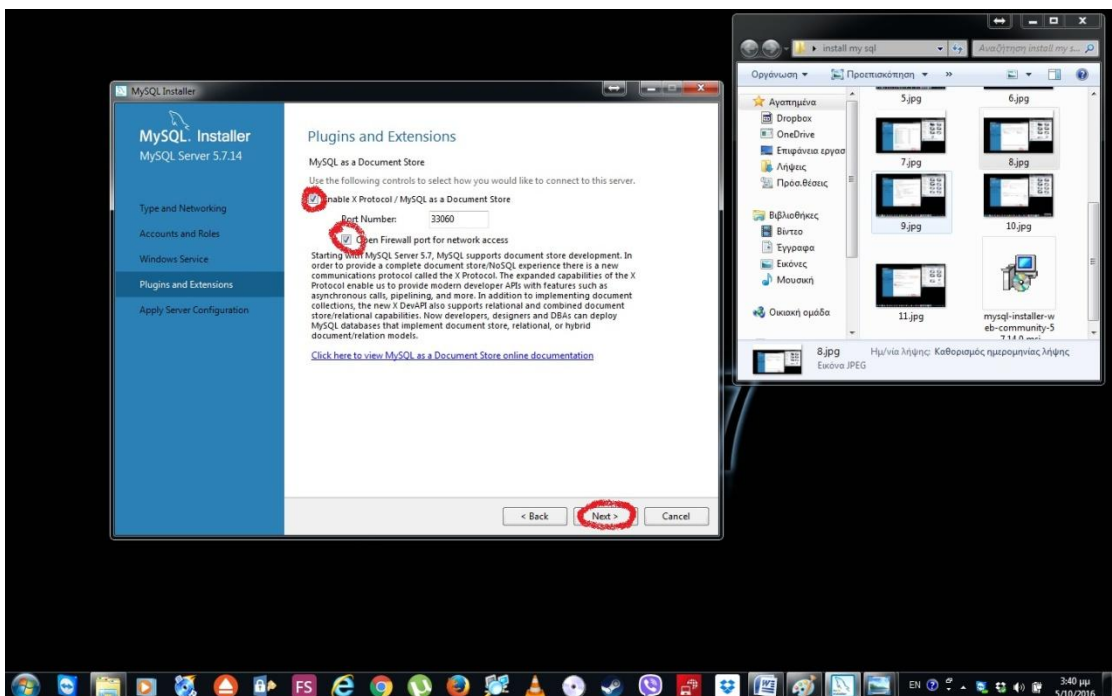 MySQL Installer
MySQL. Installer
MySQL Server 5.7.14
Type and Networking
Accounts and Roles
Windows Service
Plugins and Extensions
Apply Server Configuration
Plugins and Extensions
MySQL as a Document Store
Use the following controls to select how you would like to connect to this server.
Enable X Protocol / MySQL as a Document Store
Port Number: 33060
Open Firewall port for network access
Starting with MySQL Server 5.7, MySQL supports document store development. In
order to provide a complete document store/NoSQL experience there is a new
communications protocol called the X Protocol. The expanded capabilities of the X
Protocol enable us to provide modern developer APIs with features such as
asynchronous calls, pipelining, and more. In addition to implementing document
collections, the new X DevAPI also supports relational and combined document
store/relational capabilities. Now developers, designers and DBAs can deploy
MySQL databases that implement document store, relational, or hybrid
document/relation models.
Click here to view MySQL as a Document Store online documentation
< Back
Next >
Cancel
install my sql
Αναζήτηση install my s...
Οργάνωση
Προεπισκόπηση
»
Αγαπημένα
Dropbox
OneDrive
Επιφάνεια εργασ
Λήψεις
Πρόσ.θέσεις
Βιβλιοθήκες
Βίντεο
Έγγραφα
Εικόνες
Μουσική
Οικιακή ομάδα
5.jpg
6.jpg
7.jpg
8.jpg
9.jpg
10.jpg
11.jpg
mysql-installer-w
eb-community-5
.7.14.0.msi
8.jpg
Ημ/νία λήψης: Καθορισμός ημερομηνίας λήψης
Εικόνα JPEG
FS
EN
3:40 μμ
5/10/2016